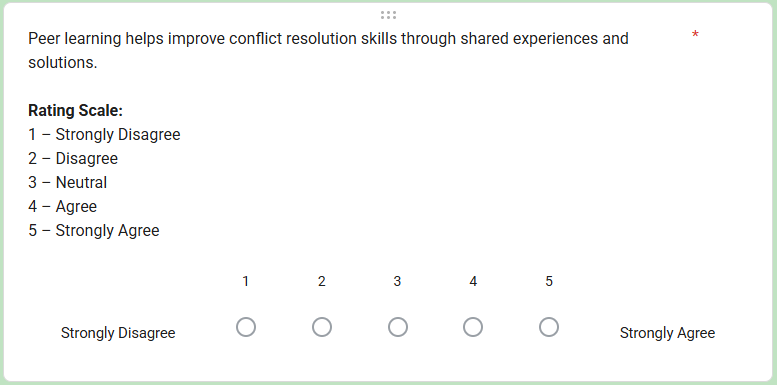 Peer learning helps improve conflict resolution skills through shared experiences and *
solutions.
Rating Scale:
1 – Strongly Disagree
2 – Disagree
3 – Neutral
4 – Agree
5 – Strongly Agree
1 2 3 4 5
Strongly Disagree Strongly Agree